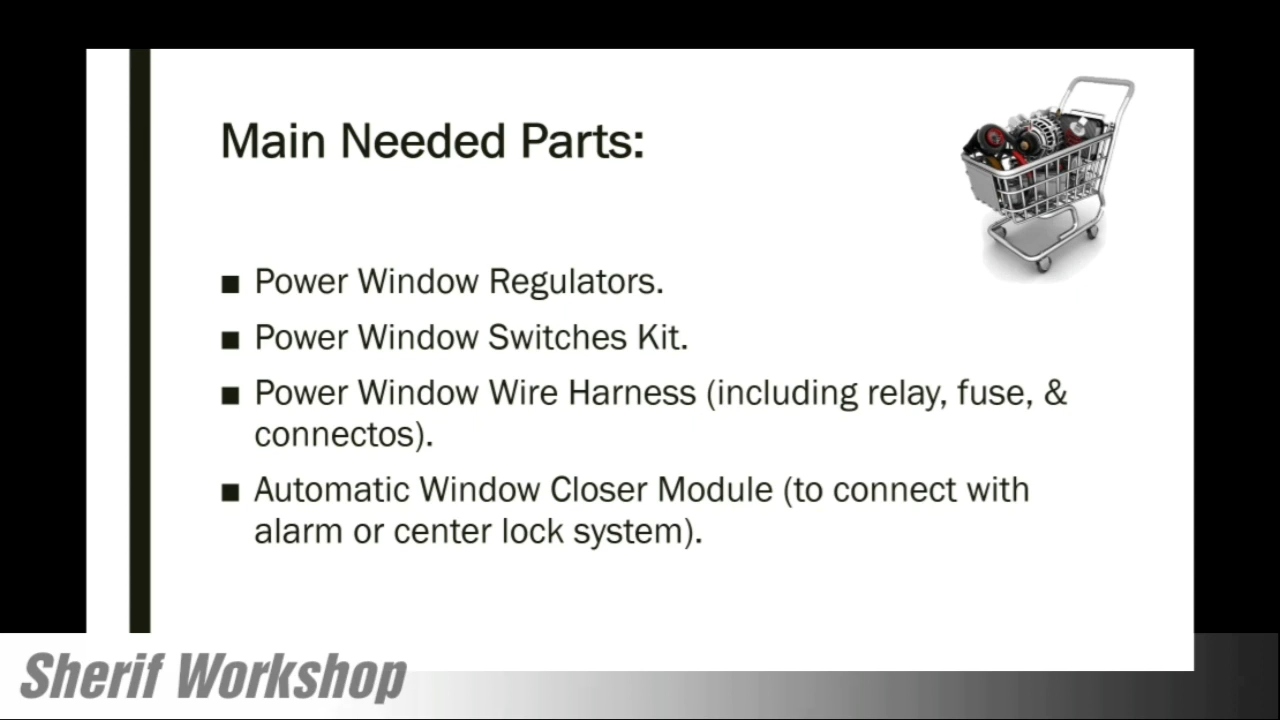 Main Needed Parts:
■ Power Window Regulators.
■ Power Window Switches Kit.
■ Power Window Wire Harness (including relay, fuse, &
connectos).
■ Automatic Window Closer Module (to connect with
alarm or center lock system).
Sherif Workshop